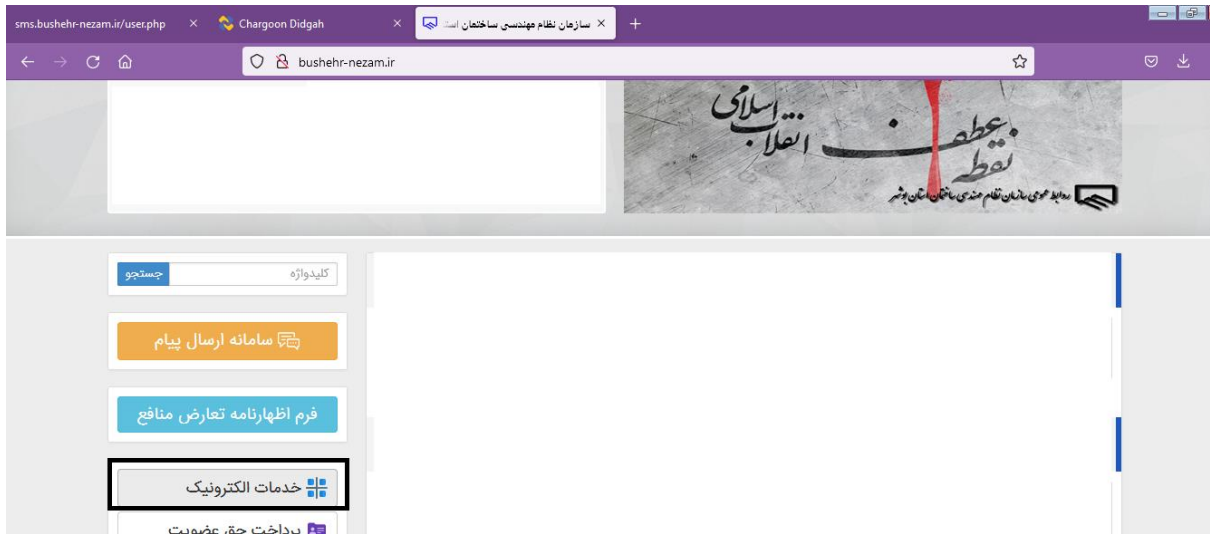 sms.bushehr-nezam.ir/user.php
Chargoon Didgah
سازمان نظام مهندسی ساختمان است
bushehr-nezam.ir
نقطه عطف انقلاب اسلامی
روابط عمومی سازمان نظام مهندسی ساختمان استان بوشهر
کلیدواژه
جستجو
سامانه ارسال پیام
فرم اظهارنامه تعارض منافع
خدمات الکترونیک
پرداخت حق عضویت